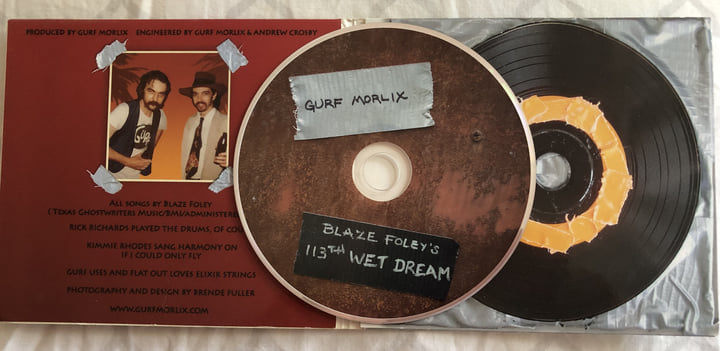 PRODUCED BY GURF MORLIX ENGINEERED BY GURF MORLIX & ANDREW CROSBY
GURF
ALL SONGS BY BLAZE FOLEY
(TEXAS GHOSTWRITERS MUSIC/BMI/ADMINISTERE
RICK RICHARDS PLAYED THE DRUMS, OF COU
KIMMIE RHODES SANG HARMONY ON
IF I COULD ONLY FLY
GURF USES AND FLAT OUT LOVES ELIXIR STRINGS
PHOTOGRAPHY AND DESIGN BY BRENDE FULLER
WWW.GURFMORLIX.COM
GURF MORLIX
BLAZE FOLEY'S
113TH WET DREAM